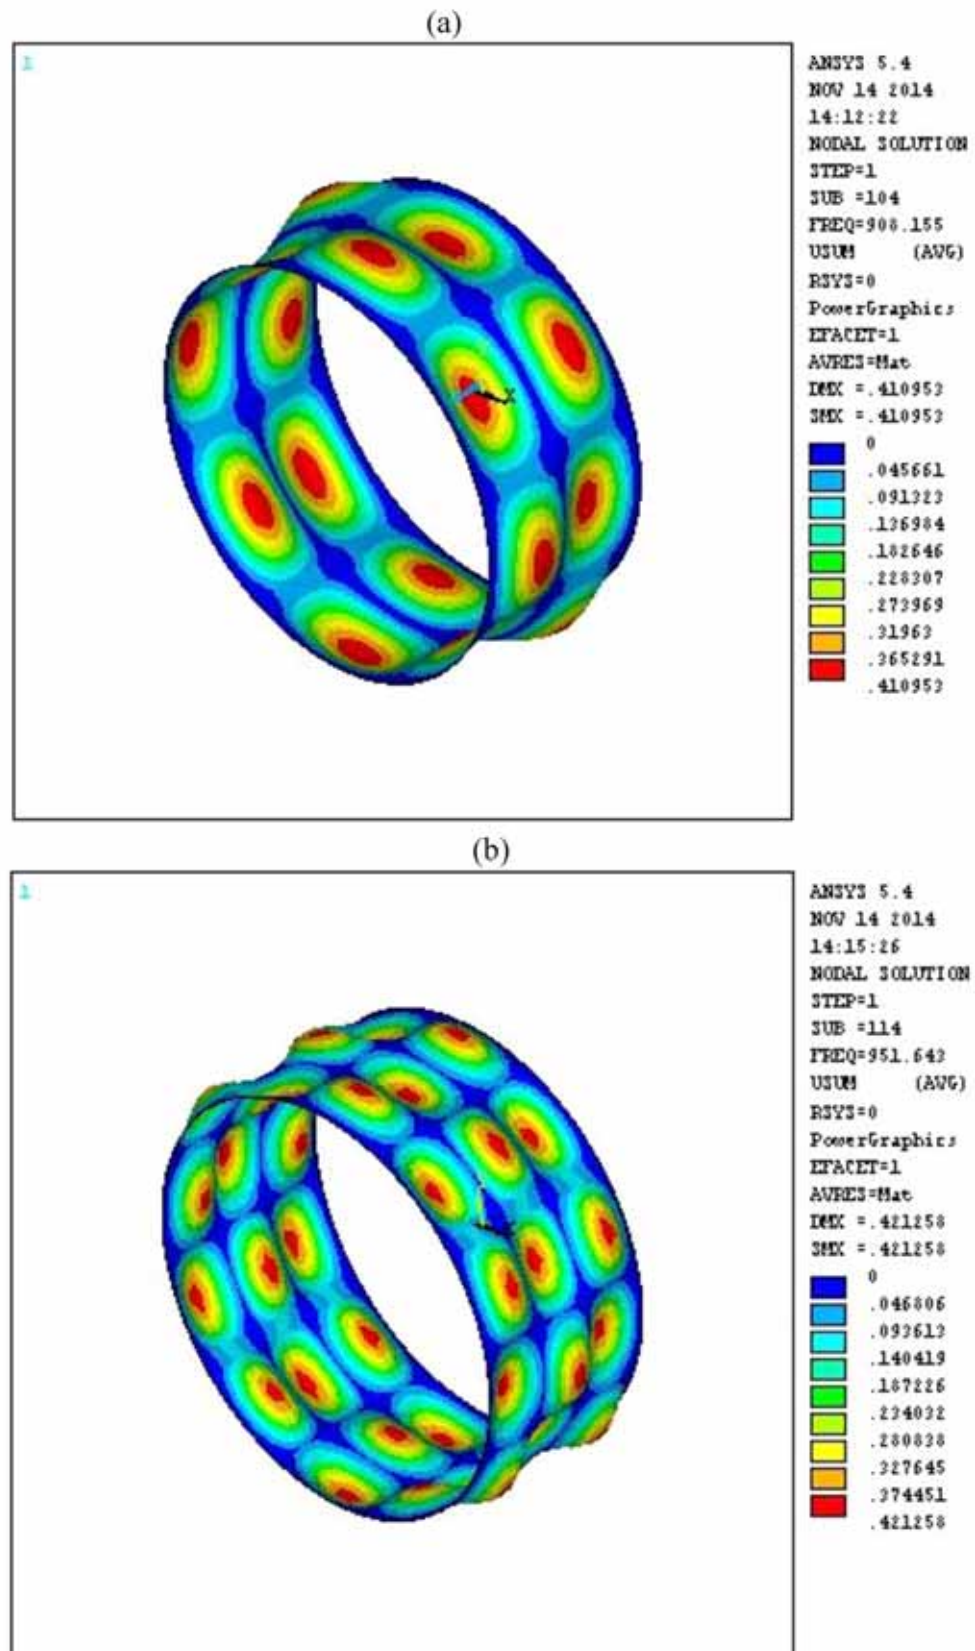 (a)
1
ANSYS 5.4
NOV 14 2014
14:12:22
NODAL SOLUTION
STEP=1
SUB =104
FREQ=908.155
USUM (AVG)
RSYS=0
PowerGraphics
EFACET=1
AVRES=Mat
DMX =.410953
SMX =.410953
0
.045661
.091323
.136984
.182646
.228307
.273969
.31963
.365291
.410953
X
(b)
1
ANSYS 5.4
NOV 14 2014
14:15:26
NODAL SOLUTION
STEP=1
SUB =114
FREQ=951.643
USUM (AVG)
RSYS=0
PowerGraphics
EFACET=1
AVRES=Mat
DMX =.421258
SMX =.421258
0
.046806
.093613
.140419
.187226
.234032
.280838
.327645
.374451
.421258